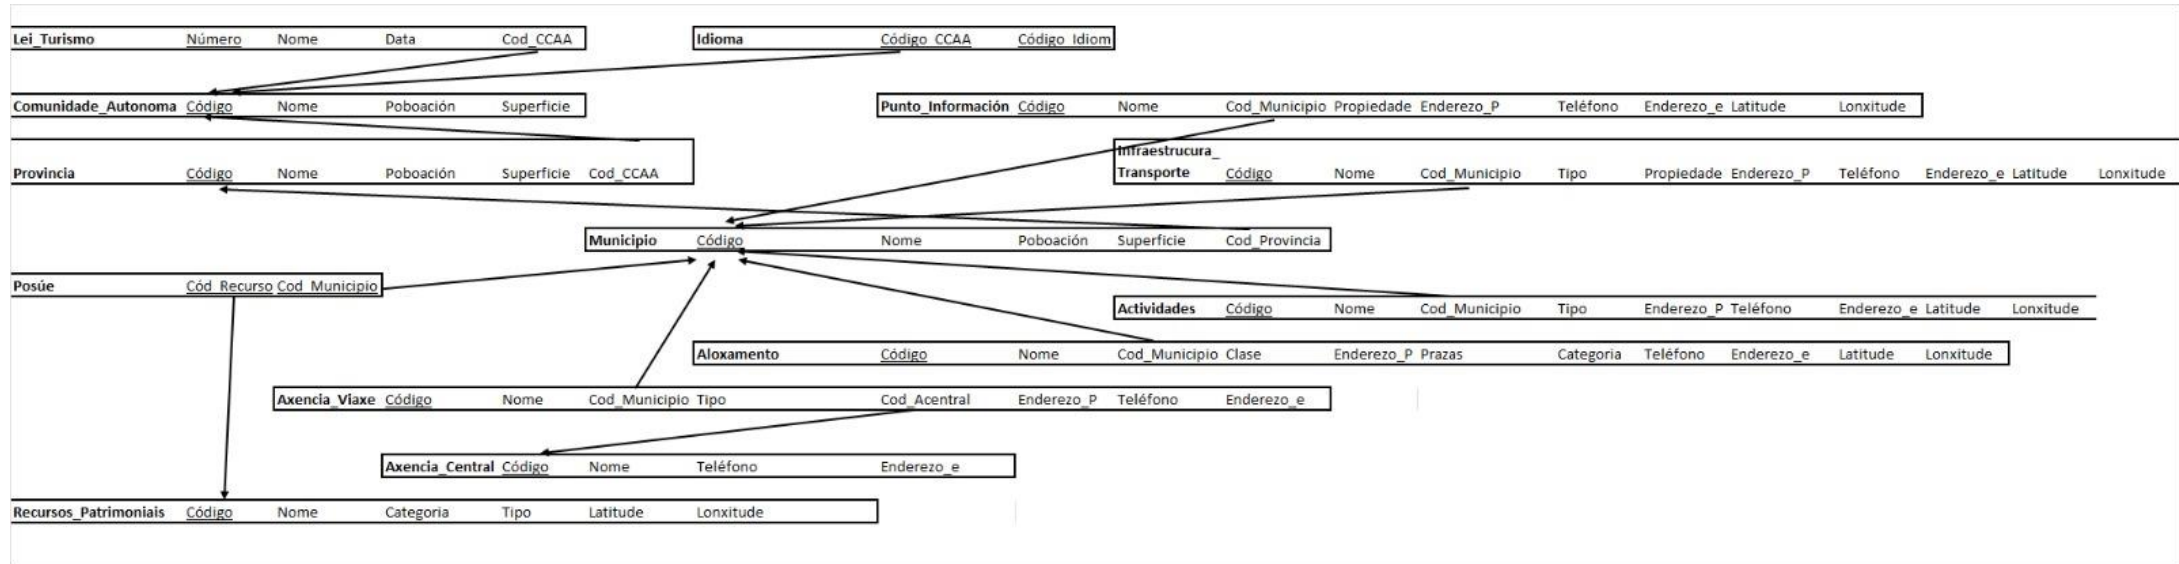 Lei_Turismo Número Nome Data Cod_CCAA
Idioma Código_CCAA Código_Idiom
Comunidade_Autonoma Código Nome Poboación Superficie
Punto_Información Código Nome Cod_Municipio Propiedade Enderezo_P Teléfono Enderezo_e Latitude Lonxitude
Provincia Código Nome Poboación Superficie Cod_CCAA
Infraestrucura_
Transporte Código Nome Cod_Municipio Tipo Propiedade Enderezo_P Teléfono Enderezo_e Latitude Lonxitude
Municipio Código Nome Poboación Superficie Cod_Provincia
Posúe Cód_Recurso Cod_Municipio
Actividades Código Nome Cod_Municipio Tipo Enderezo_P Teléfono Enderezo_e Latitude Lonxitude
Aloxamento Código Nome Cod_Municipio Clase Enderezo_P Prazas Categoria Teléfono Enderezo_e Latitude Lonxitude
Axencia_Viaxe Código Nome Cod_Municipio Tipo Cod_Acentral Enderezo_P Teléfono Enderezo_e
Axencia_Central Código Nome Teléfono Enderezo_e
Recursos_Patrimoniais Código Nome Categoria Tipo Latitude Lonxitude